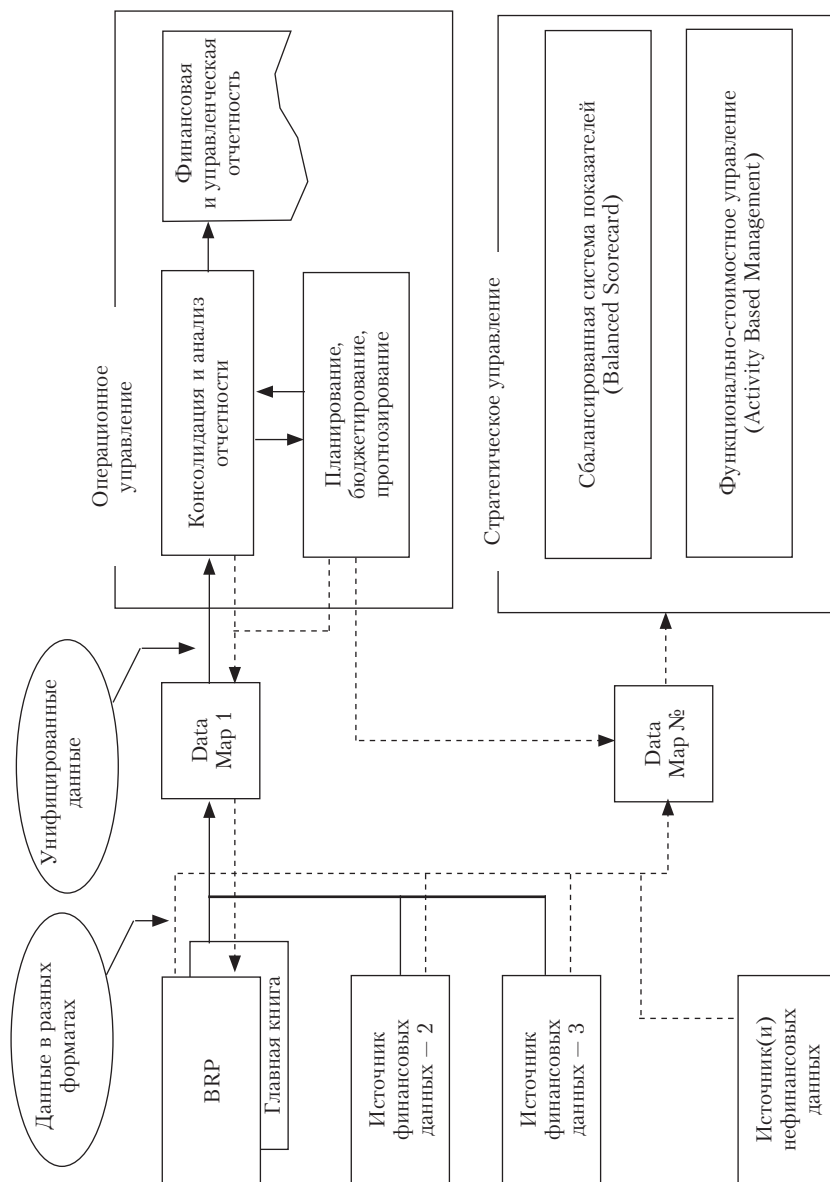 Данные в разных
форматах
Унифицированные
данные
BRP
Главная книга
Источник
финансовых
данных — 2
Источник
финансовых
данных — 3
Источник(и)
нефинансовых
данных
Data
Map 1
Data
Map №
Операционное
управление
Консолидация и анализ
отчетности
Финансовая
и управленческая
отчетность
Планирование,
бюджетирование,
прогнозирование
Стратегическое управление
Сбалансированная система показателей
(Balanced Scorecard)
Функционально-стоимостное управление
(Activity Based Management)